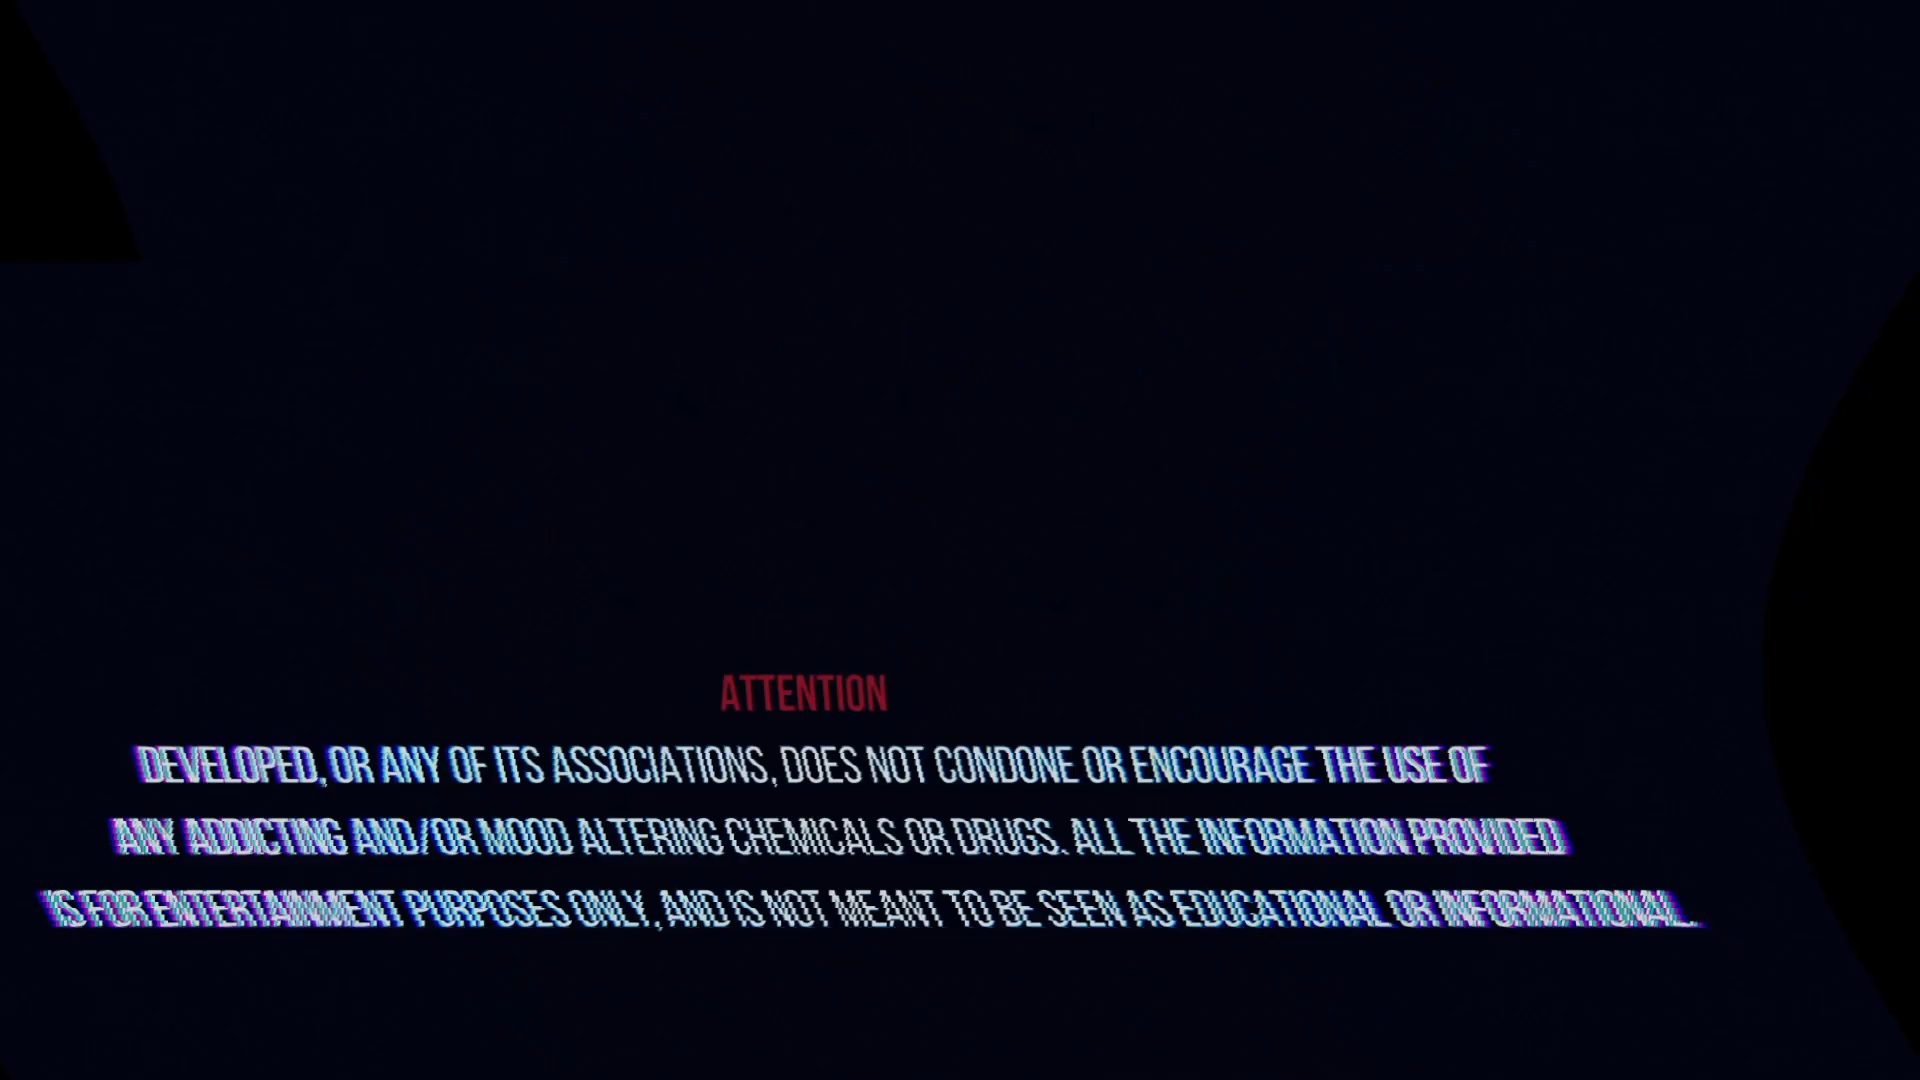 ATTENTION
DEVELOPED, OR ANY OF ITS ASSOCIATIONS, DOES NOT CONDONE OR ENCOURAGE THE USE OF
ANY ADDICTING AND/OR MOOD ALTERING CHEMICALS OR DRUGS. ALL THE INFORMATION PROVIDED
IS FOR ENTERTAINMENT PURPOSES ONLY, AND IS NOT MEANT TO BE SEEN AS EDUCATIONAL OR INFORMATIONAL.